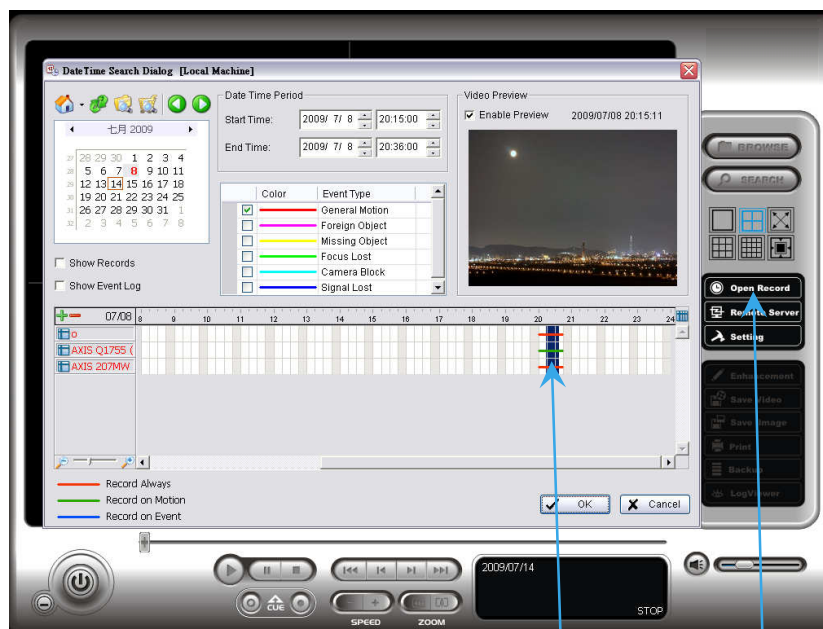 DateTime Search Dialog [Local Machine]
七月 2009
27 28 29 30 1 2 3 4
28 5 6 7 8 9 10 11
29 12 13 14 15 16 17 18
30 19 20 21 22 23 24 25
31 26 27 28 29 30 31 1
32 2 3 4 5 6 7 8
Show Records
Show Event Log
Date Time Period
Start Time: 2009/ 7/ 8 20:15:00
End Time: 2009/ 7/ 8 20:36:00
Color Event Type
General Motion
Foreign Object
Missing Object
Focus Lost
Camera Block
Signal Lost
Video Preview
Enable Preview 2009/07/08 20:15:11
07/08 8 9 10 11 12 13 14 15 16 17 18 19 20 21 22 23 24
o
AXIS Q1755 (
AXIS 207MW
Record Always
Record on Motion
Record on Event
OK
Cancel
BROWSE
SEARCH
Open Record
Remote Server
Setting
Enhancement
Save Video
Save Image
Print
Backup
LogViewer
CUE
SPEED
ZOOM
2009/07/14
STOP